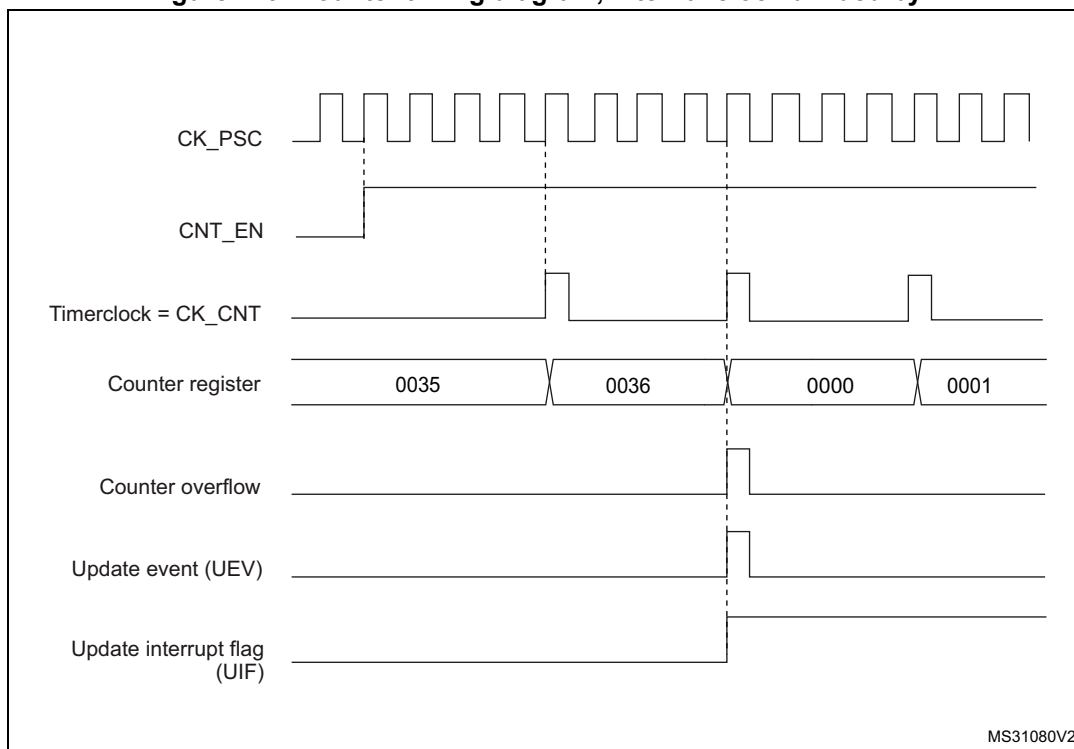 CK_PSC
CNT_EN
Timerclock = CK_CNT
Counter register 0035 0036 0000 0001
Counter overflow
Update event (UEV)
Update interrupt flag
(UIF)
MS31080V2